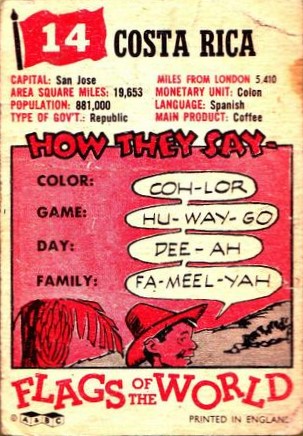 14 COSTA RICA
CAPITAL: San Jose
AREA SQUARE MILES: 19,653
POPULATION: 881,000
TYPE OF GOVT.: Republic
MILES FROM LONDON 5,410
MONETARY UNIT: Colon
LANGUAGE: Spanish
MAIN PRODUCT: Coffee
HOW THEY SAY-
COLOR: COH-LOR
GAME: HU-WAY-GO
DAY: DEE-AH
FAMILY: FA-MEEL-YAH
FLAGS OF THE WORLD
© A&BC
PRINTED IN ENGLAND